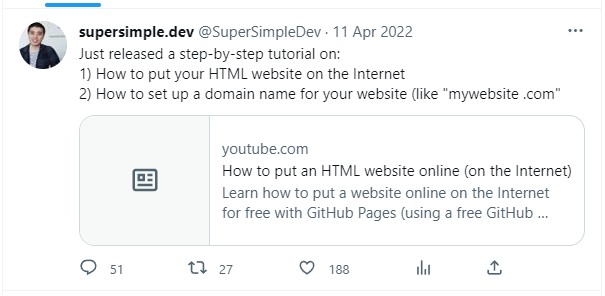 supersimple.dev @SuperSimpleDev · 11 Apr 2022
Just released a step-by-step tutorial on:
1) How to put your HTML website on the Internet
2) How to set up a domain name for your website (like "mywebsite .com"
youtube.com
How to put an HTML website online (on the Internet)
Learn how to put a website online on the Internet
for free with GitHub Pages (using a free GitHub ...
51 27 188